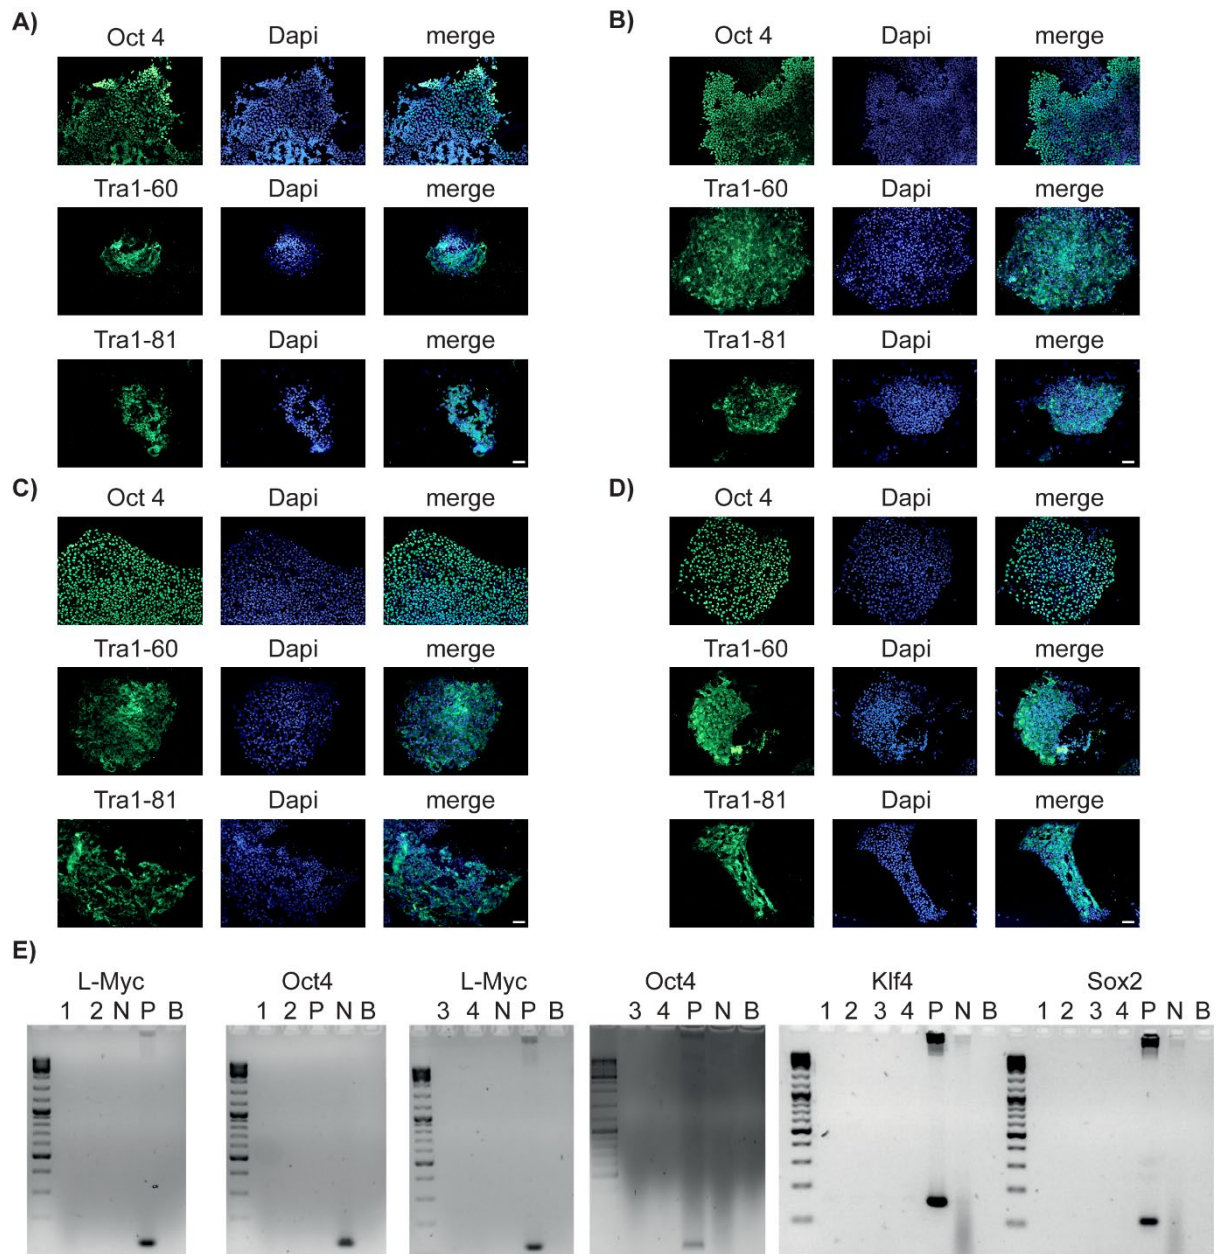 A)
Oct 4 Dapi merge
Tra1-60 Dapi merge
Tra1-81 Dapi merge
B)
Oct 4 Dapi merge
Tra1-60 Dapi merge
Tra1-81 Dapi merge
C)
Oct 4 Dapi merge
Tra1-60 Dapi merge
Tra1-81 Dapi merge
D)
Oct 4 Dapi merge
Tra1-60 Dapi merge
Tra1-81 Dapi merge
E)
L-Myc
1 2 N P B
Oct4
1 2 P N B
L-Myc
3 4 N P B
Oct4
3 4 P N B
Klf4
1 2 3 4 P N B
Sox2
1 2 3 4 P N B